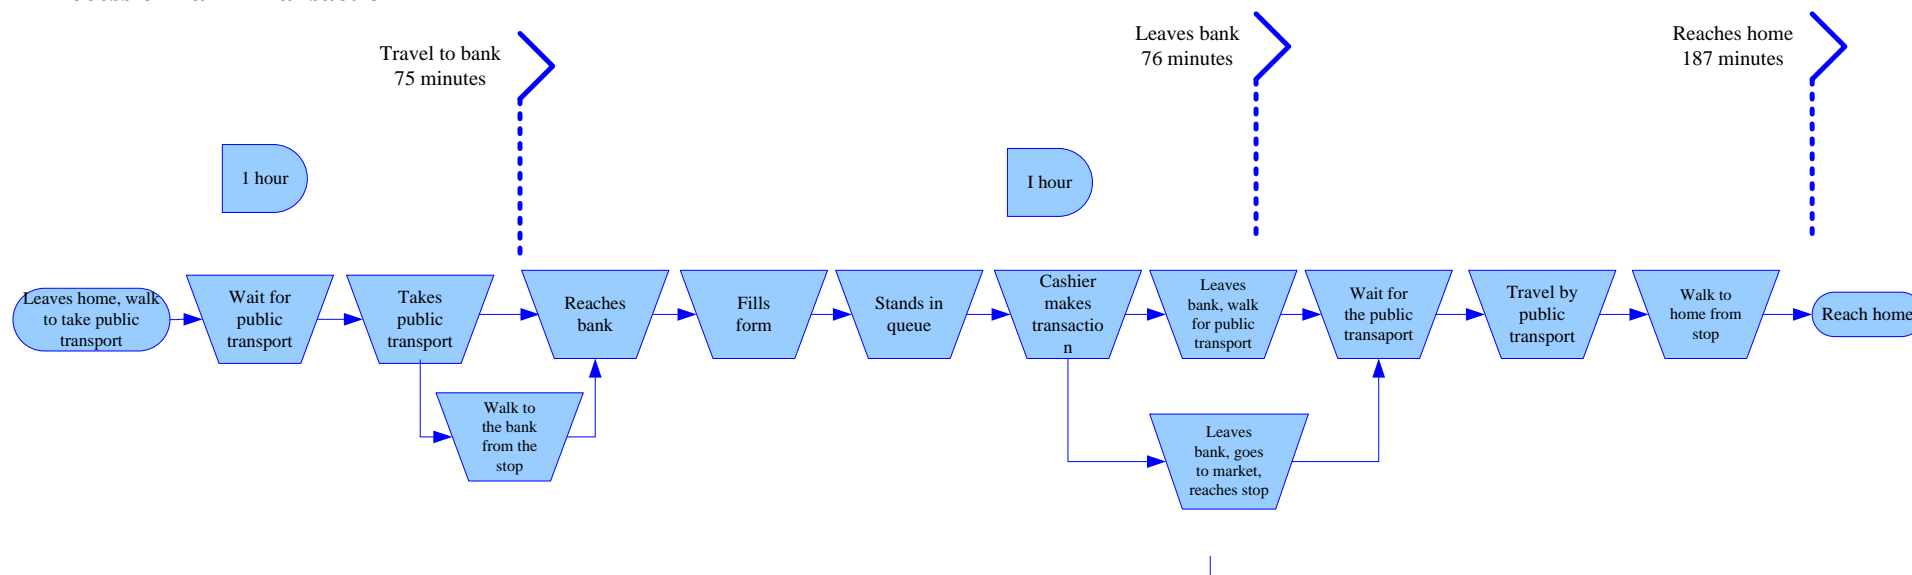 Travel to bank
75 minutes
Leaves bank
76 minutes
Reaches home
187 minutes
1 hour
I hour
Leaves home, walk
to take public
transport
Wait for
public
transport
Takes
public
transport
Reaches
bank
Fills
form
Stands in
queue
Cashier
makes
transactio
n
Leaves
bank, walk
for public
transport
Wait for
the public
transaport
Travel by
public
transport
Walk to
home from
stop
Reach home
Walk to
the bank
from the
stop
Leaves
bank, goes
to market,
reaches stop